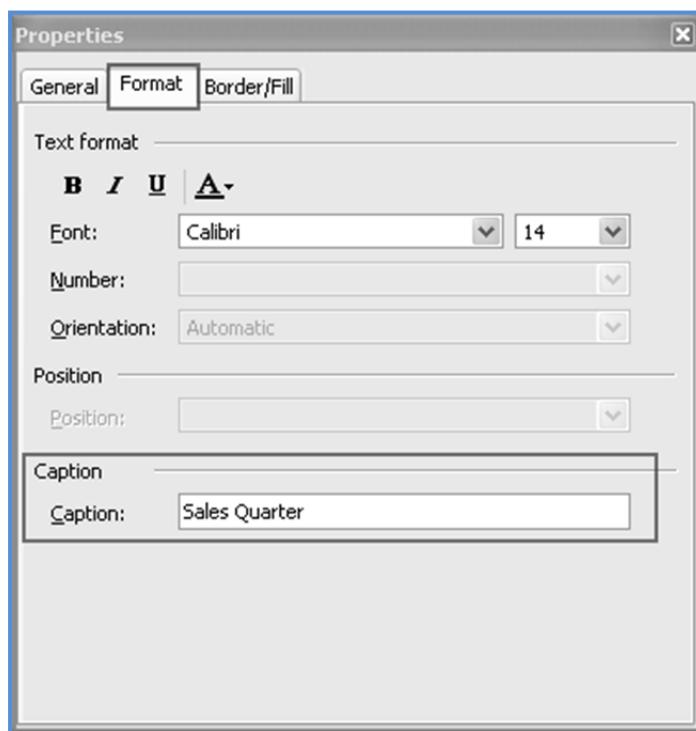 Properties
General Format Border/Fill
Text format
B I U A
Font: Calibri 14
Number:
Orientation: Automatic
Position
Position:
Caption
Caption: Sales Quarter